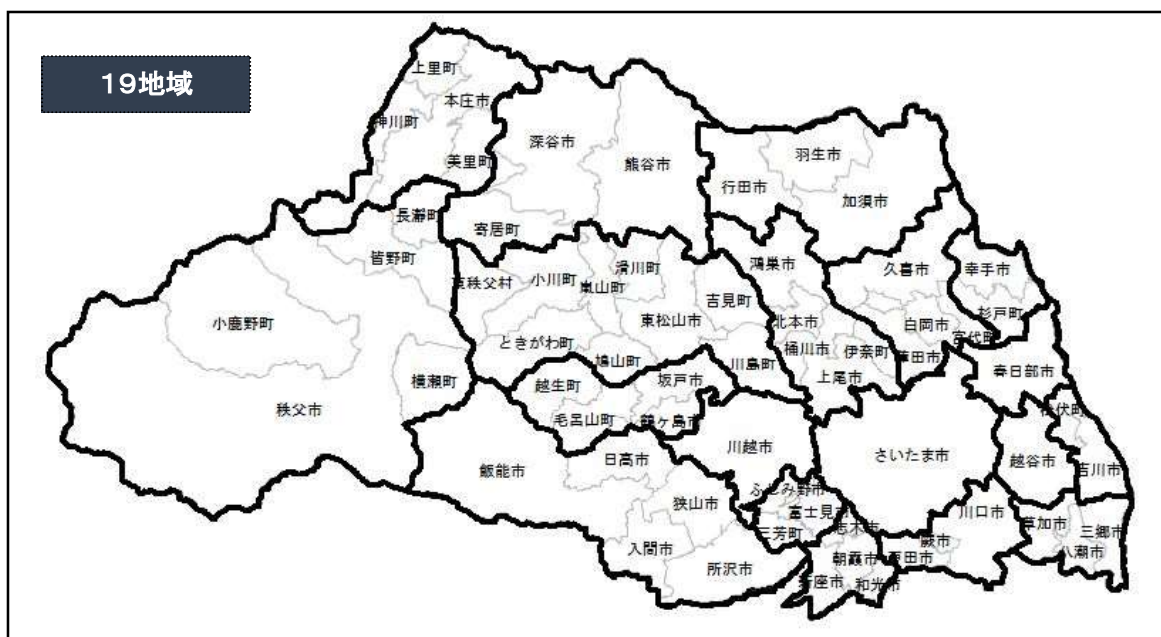 19地域
上里町
本庄市
神川町
美里町
深谷市
熊谷市
羽生市
行田市
加須市
長瀞町
寄居町
皆野町
鴻巣市
久喜市
幸手市
小川町
滑川町
嵐山町
吉見町
小鹿野町
東松山市
北本市
白岡市
杉戸町
宮代町
ときがわ町
桶川市
伊奈町
蓮田市
鳩山町
川島町
春日部市
横瀬町
越生町
坂戸市
上尾市
秩父市
毛呂山町
鶴ヶ島市
川越市
さいたま市
越谷市
吉川市
飯能市
日高市
ふじみ野市
狭山市
富士見市
川口市
三芳町
志木市
草加市
三郷市
入間市
蕨市
八潮市
朝霞市
戸田市
所沢市
新座市
和光市